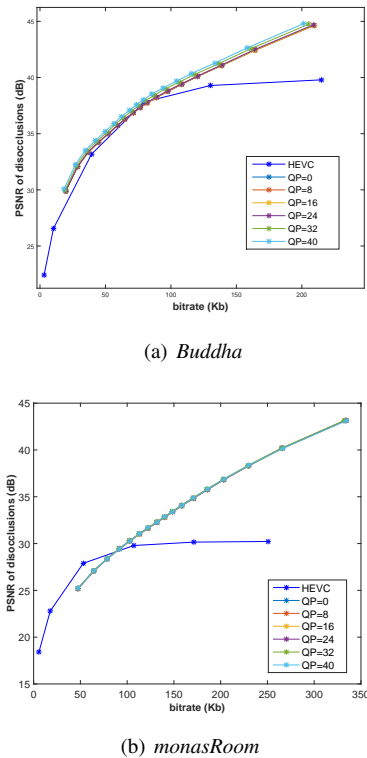 45
40
35
30
25
PSNR of disocclusions (dB)
HEVC
QP=0
QP=8
QP=16
QP=24
QP=32
QP=40
0 50 100 150 200
bitrate (Kb)
(a) Buddha
45
40
35
30
25
20
15
PSNR of disocclusions (dB)
HEVC
QP=0
QP=8
QP=16
QP=24
QP=32
QP=40
0 50 100 150 200 250 300 350
bitrate (Kb)
(b) monasRoom